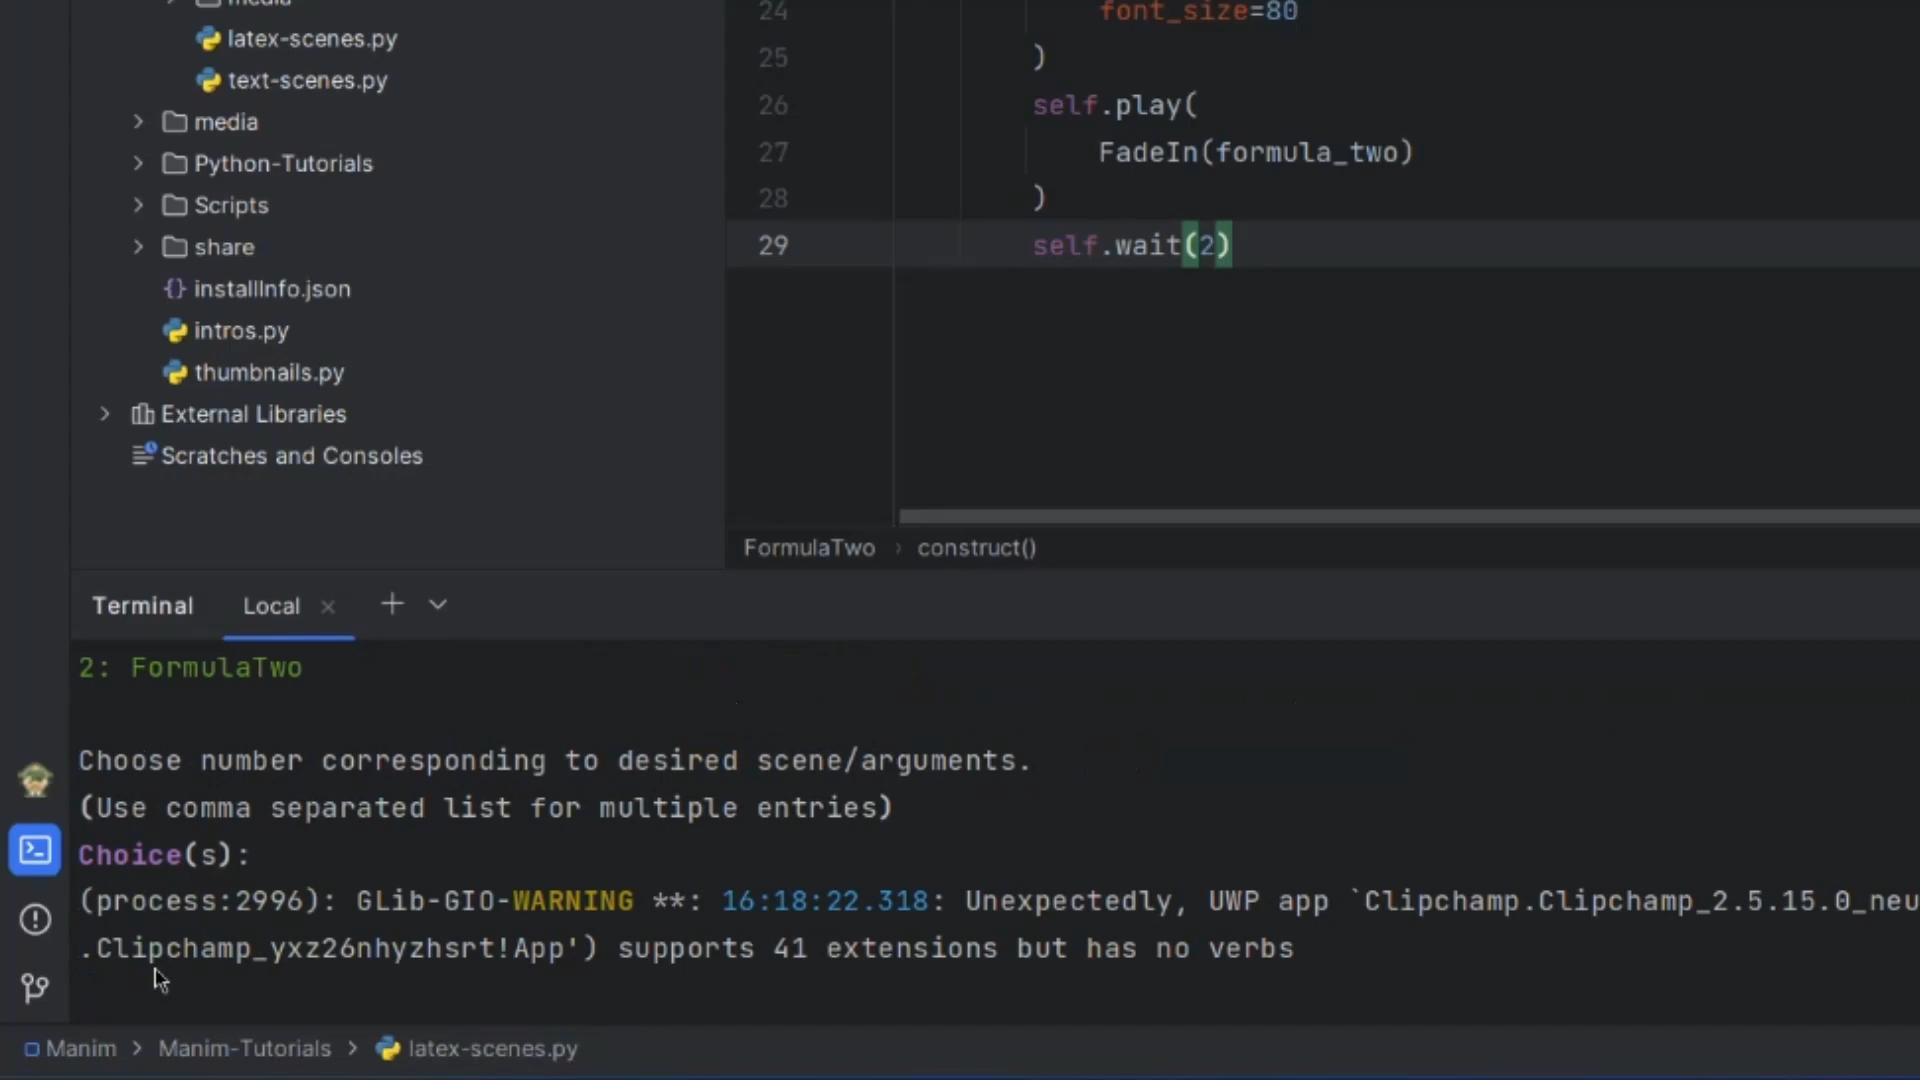 media
latex-scenes.py
text-scenes.py
media
Python-Tutorials
Scripts
share
{} installInfo.json
intros.py
thumbnails.py
External Libraries
Scratches and Consoles
24 font_size=80
25 )
26 self.play(
27 FadeIn(formula_two)
28 )
29 self.wait(2)
FormulaTwo › construct()
Terminal Local × + 
2: FormulaTwo
Choose number corresponding to desired scene/arguments.
(Use comma separated list for multiple entries)
Choice(s):
(process:2996): GLib-GIO-WARNING **: 16:18:22.318: Unexpectedly, UWP app `Clipchamp.Clipchamp_2.5.15.0_neu
.Clipchamp_yxz26nhyzhsrt!App') supports 41 extensions but has no verbs
Manim > Manim-Tutorials > latex-scenes.py